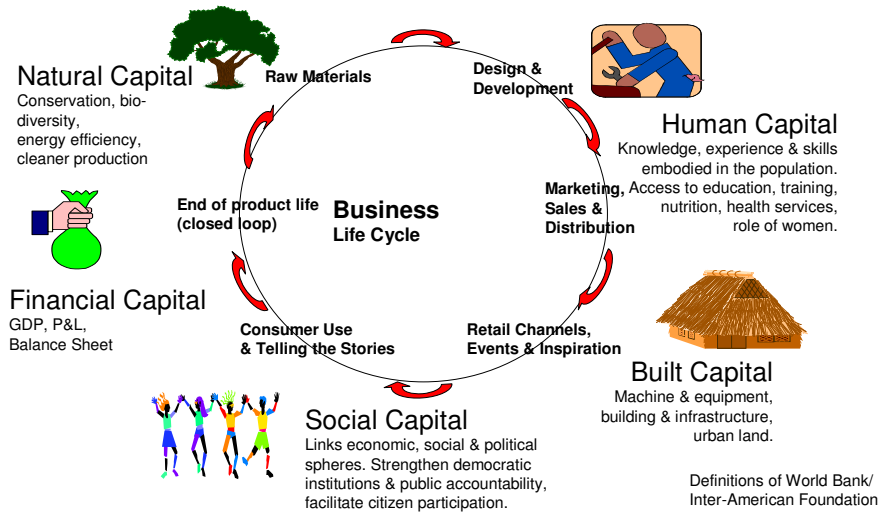 Natural Capital
Conservation, bio-
diversity,
energy efficiency,
cleaner production
Raw Materials
Design &
Development
Human Capital
Knowledge, experience & skills
embodied in the population.
Access to education, training,
nutrition, health services,
role of women.
Marketing,
Sales &
Distribution
End of product life
(closed loop)
Business
Life Cycle
Financial Capital
GDP, P&L,
Balance Sheet
Consumer Use
& Telling the Stories
Retail Channels,
Events & Inspiration
Built Capital
Machine & equipment,
building & infrastructure,
urban land.
Social Capital
Links economic, social & political
spheres. Strengthen democratic
institutions & public accountability,
facilitate citizen participation.
Definitions of World Bank/
Inter-American Foundation